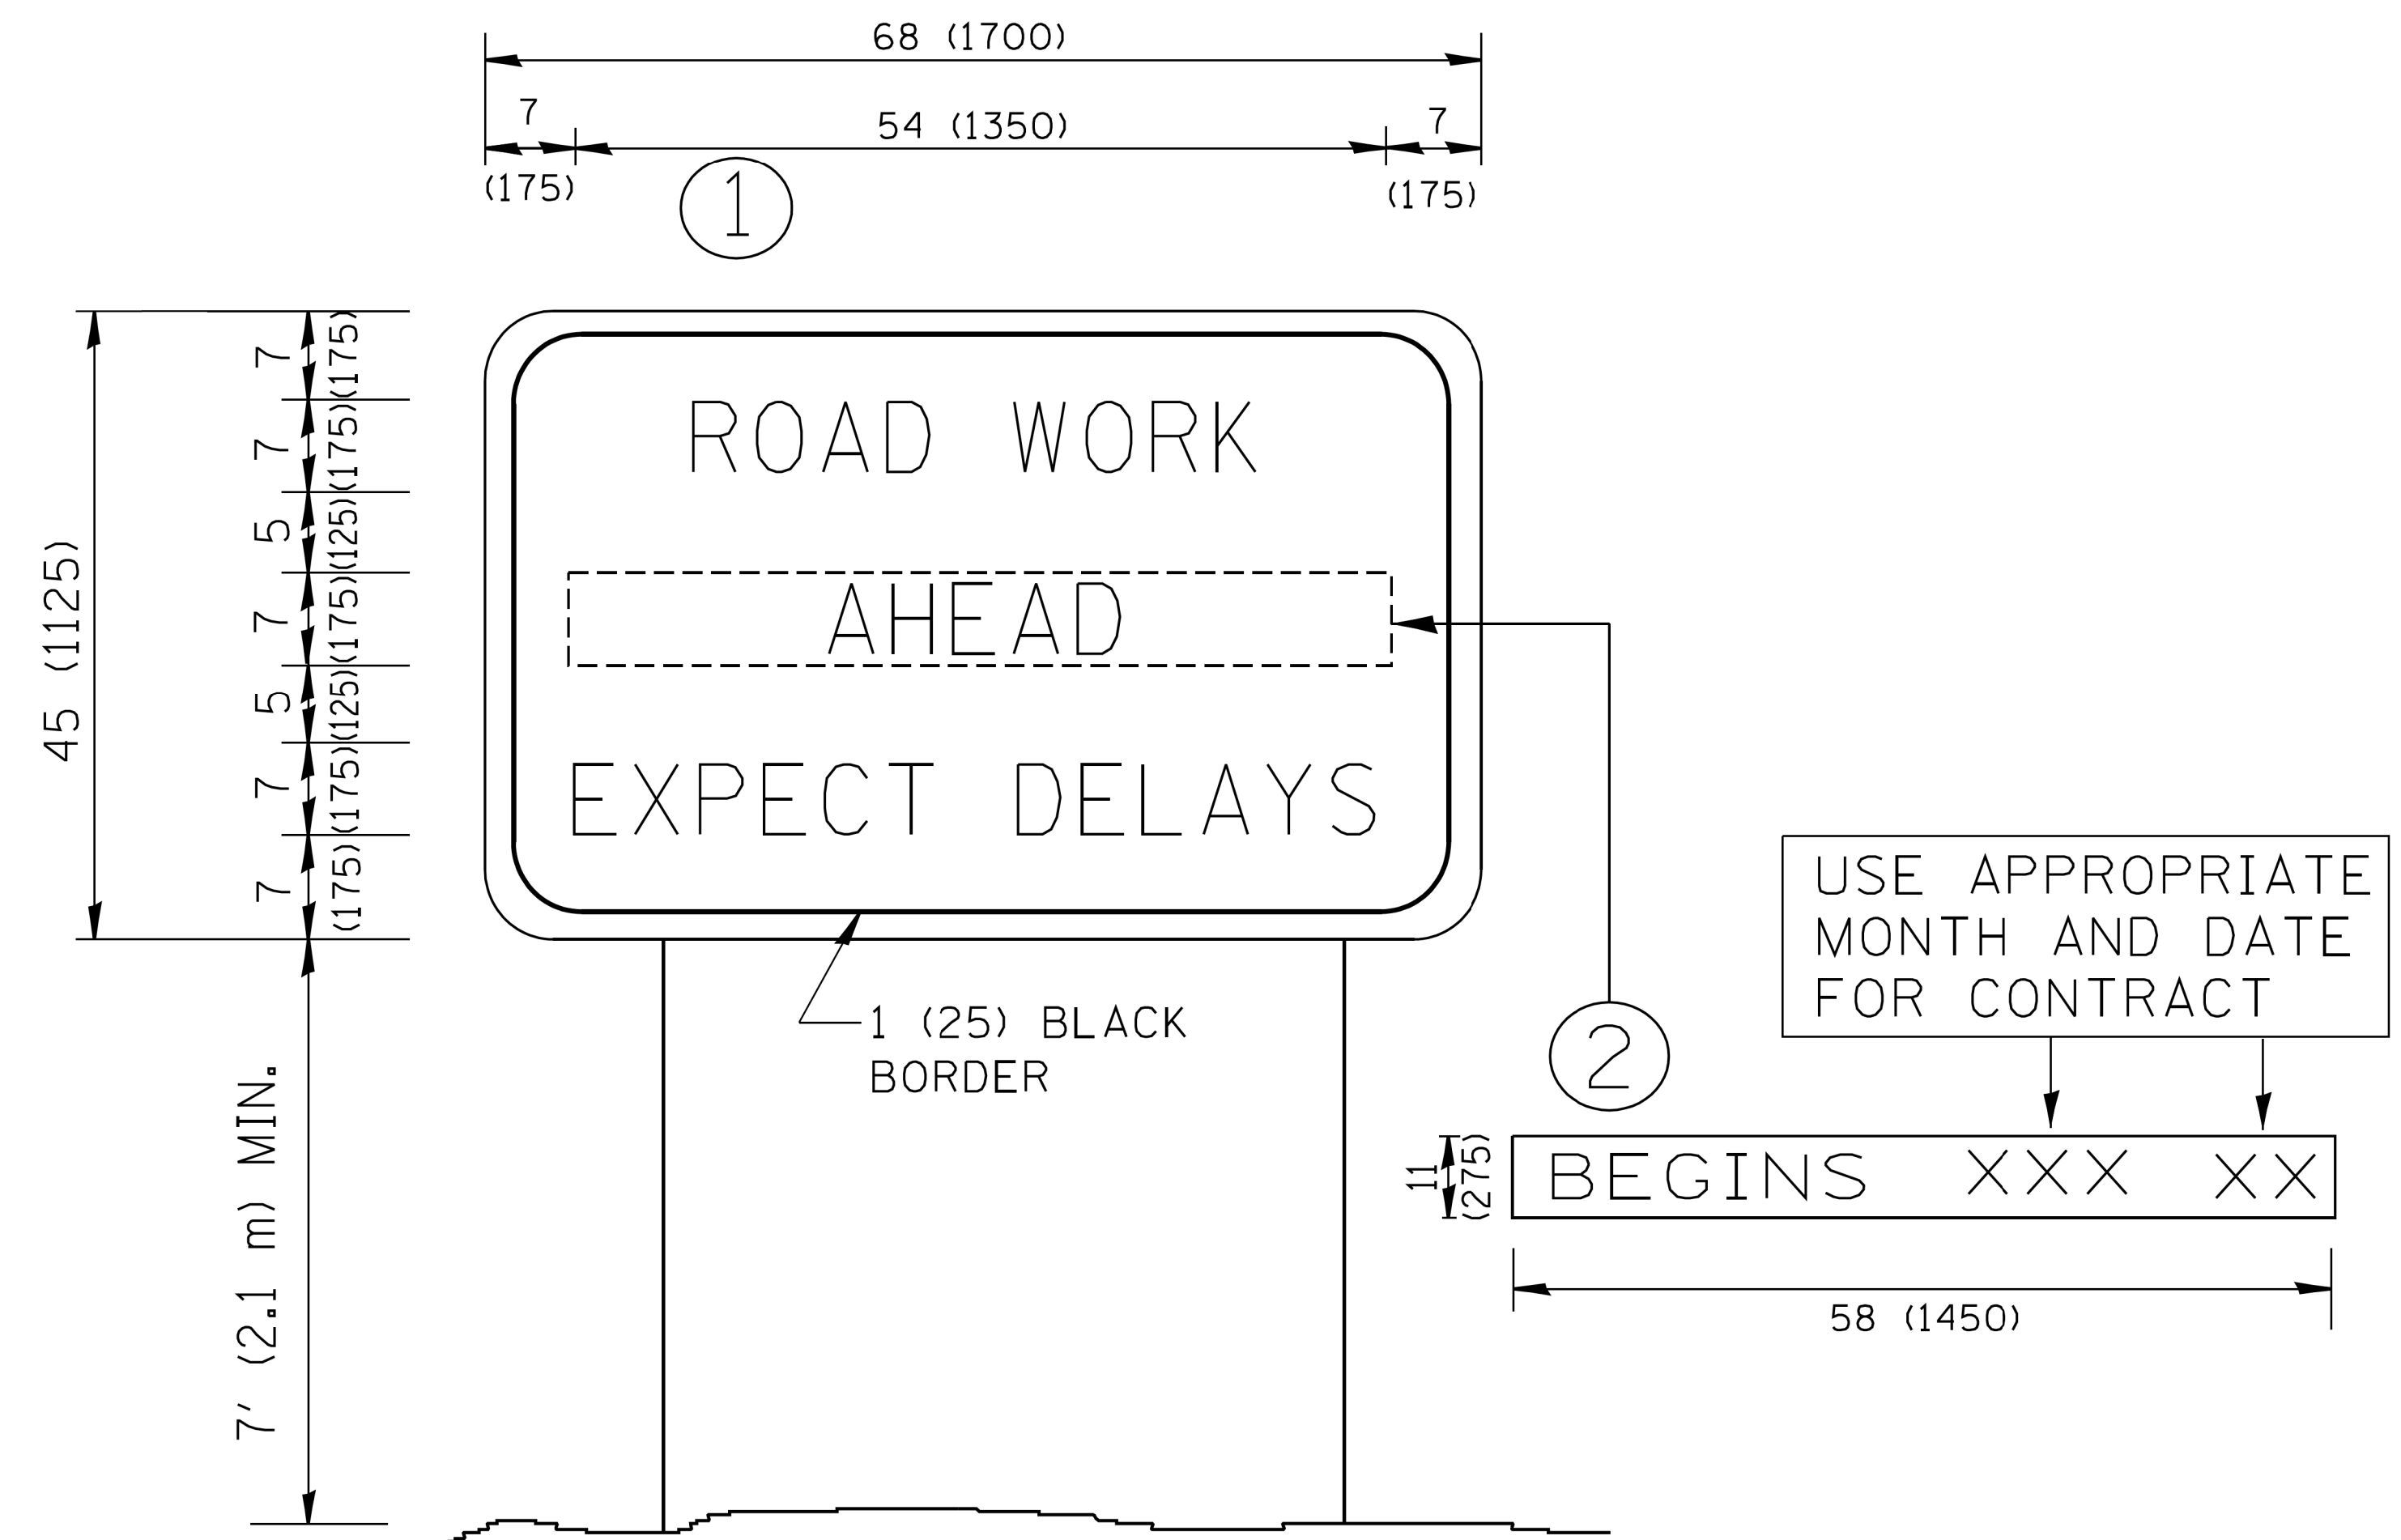 68 (1700)
7
54 (1350)
7
(175)
(175)
1
7 (175)
7 (175)
5 (125)
7 (175)
5 (125)
7 (175)
7 (175)
45 (1125)
ROAD WORK
AHEAD
EXPECT DELAYS
1 (25) BLACK
BORDER
7' (2.1 m) MIN.
2
USE APPROPRIATE
MONTH AND DATE
FOR CONTRACT
11
(275)
BEGINS XXX XX
58 (1450)